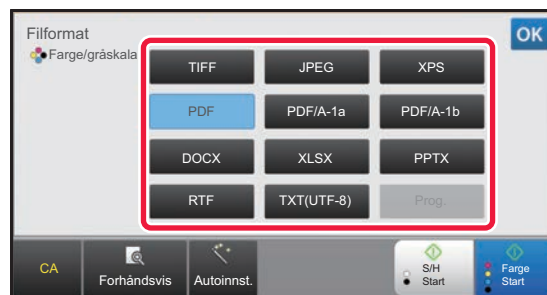 Filformat
OK
Farge/gråskala
TIFF
JPEG
XPS
PDF
PDF/A-1a
PDF/A-1b
DOCX
XLSX
PPTX
RTF
TXT(UTF-8)
Prog.
CA
Forhåndsvis
Autoinnst.
S/H
Start
Farge
Start